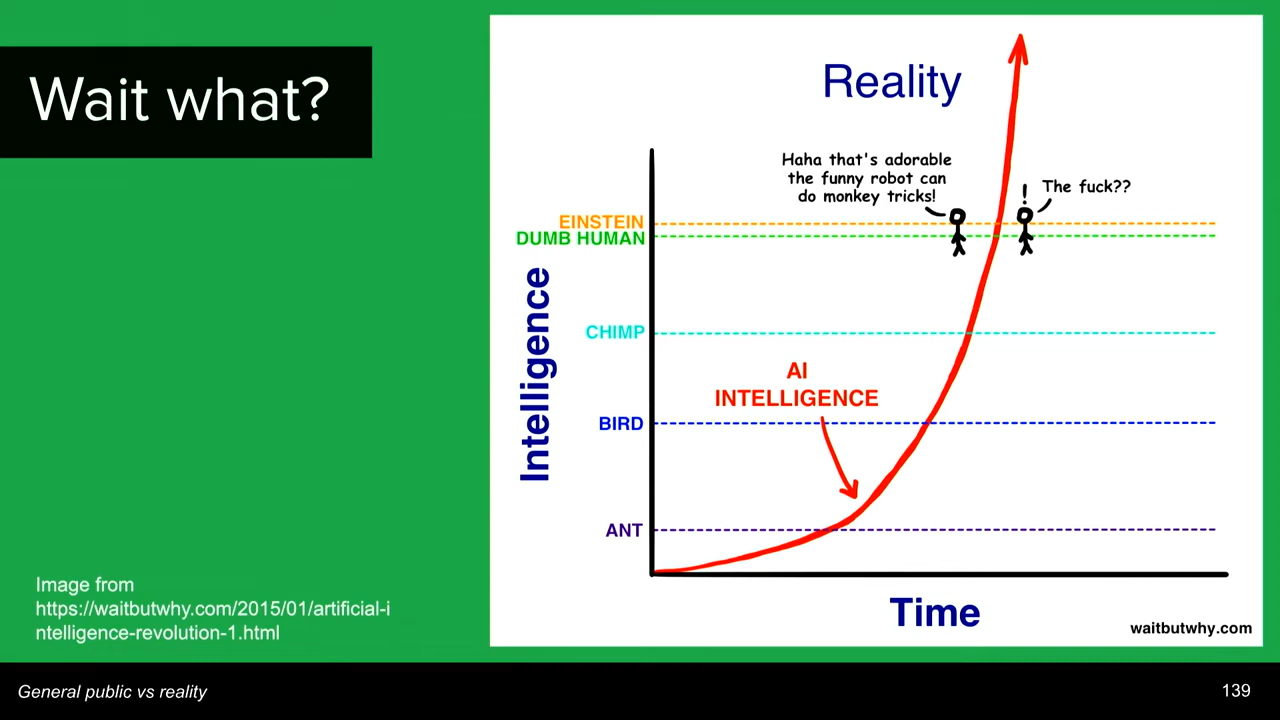 Wait what?
Reality
Haha that's adorable
the funny robot can
do monkey tricks!
!
The fuck??
EINSTEIN
DUMB HUMAN
CHIMP
BIRD
ANT
Intelligence
AI
INTELLIGENCE
Time
waitbutwhy.com
Image from
https://waitbutwhy.com/2015/01/artificial-i
ntelligence-revolution-1.html
General public vs reality
139